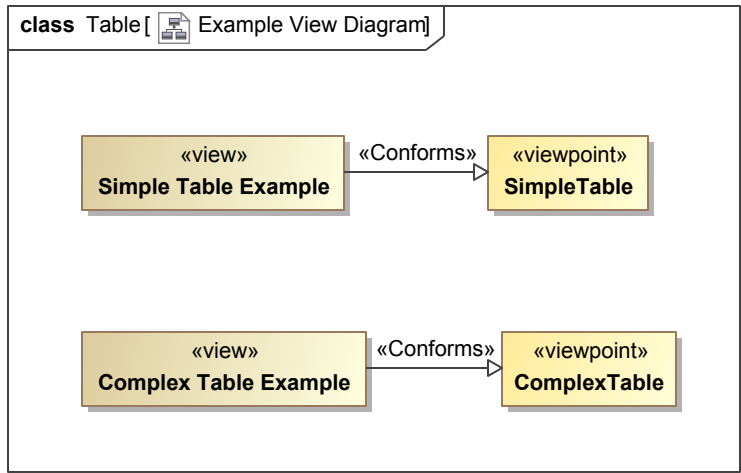 class Table [ Example View Diagram]
«view» «Conforms» «viewpoint»
Simple Table Example SimpleTable
«view» «Conforms» «viewpoint»
Complex Table Example ComplexTable